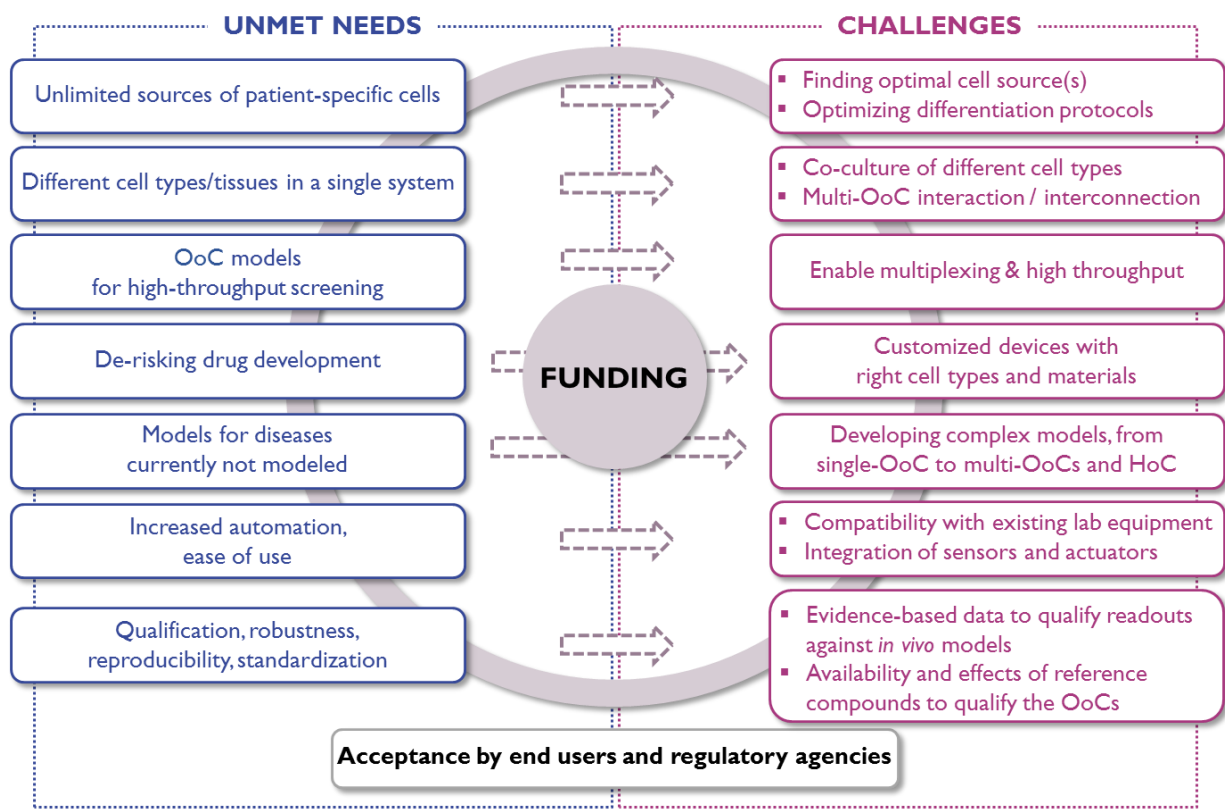 UNMET NEEDS
CHALLENGES
Unlimited sources of patient-specific cells
▪ Finding optimal cell source(s)
▪ Optimizing differentiation protocols
Different cell types/tissues in a single system
▪ Co-culture of different cell types
▪ Multi-OoC interaction / interconnection
OoC models
for high-throughput screening
Enable multiplexing & high throughput
De-risking drug development
FUNDING
Customized devices with
right cell types and materials
Models for diseases
currently not modeled
Developing complex models, from
single-OoC to multi-OoCs and HoC
Increased automation,
ease of use
▪ Compatibility with existing lab equipment
▪ Integration of sensors and actuators
Qualification, robustness,
reproducibility, standardization
▪ Evidence-based data to qualify readouts
against in vivo models
▪ Availability and effects of reference
compounds to qualify the OoCs
Acceptance by end users and regulatory agencies